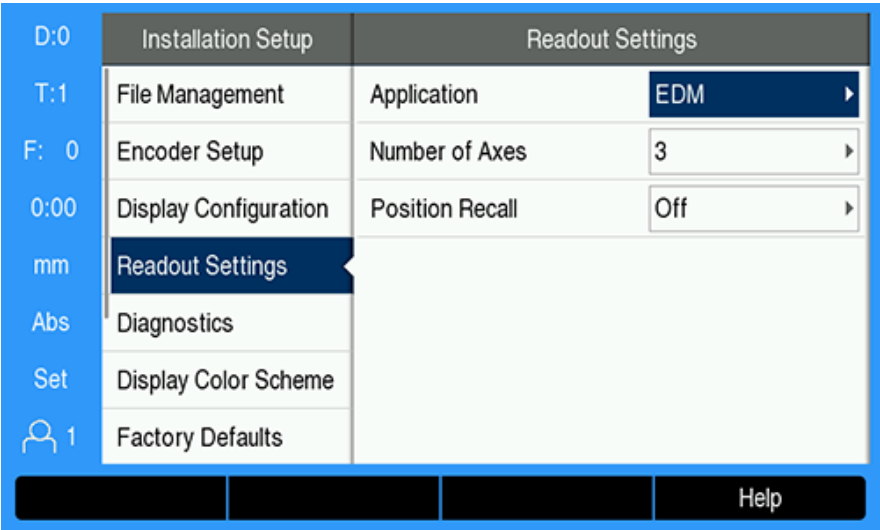 D:0
T:1
F: 0
0:00
mm
Abs
Set
1
Installation Setup
File Management
Encoder Setup
Display Configuration
Readout Settings
Diagnostics
Display Color Scheme
Factory Defaults
Readout Settings
Application EDM
Number of Axes 3
Position Recall Off
Help